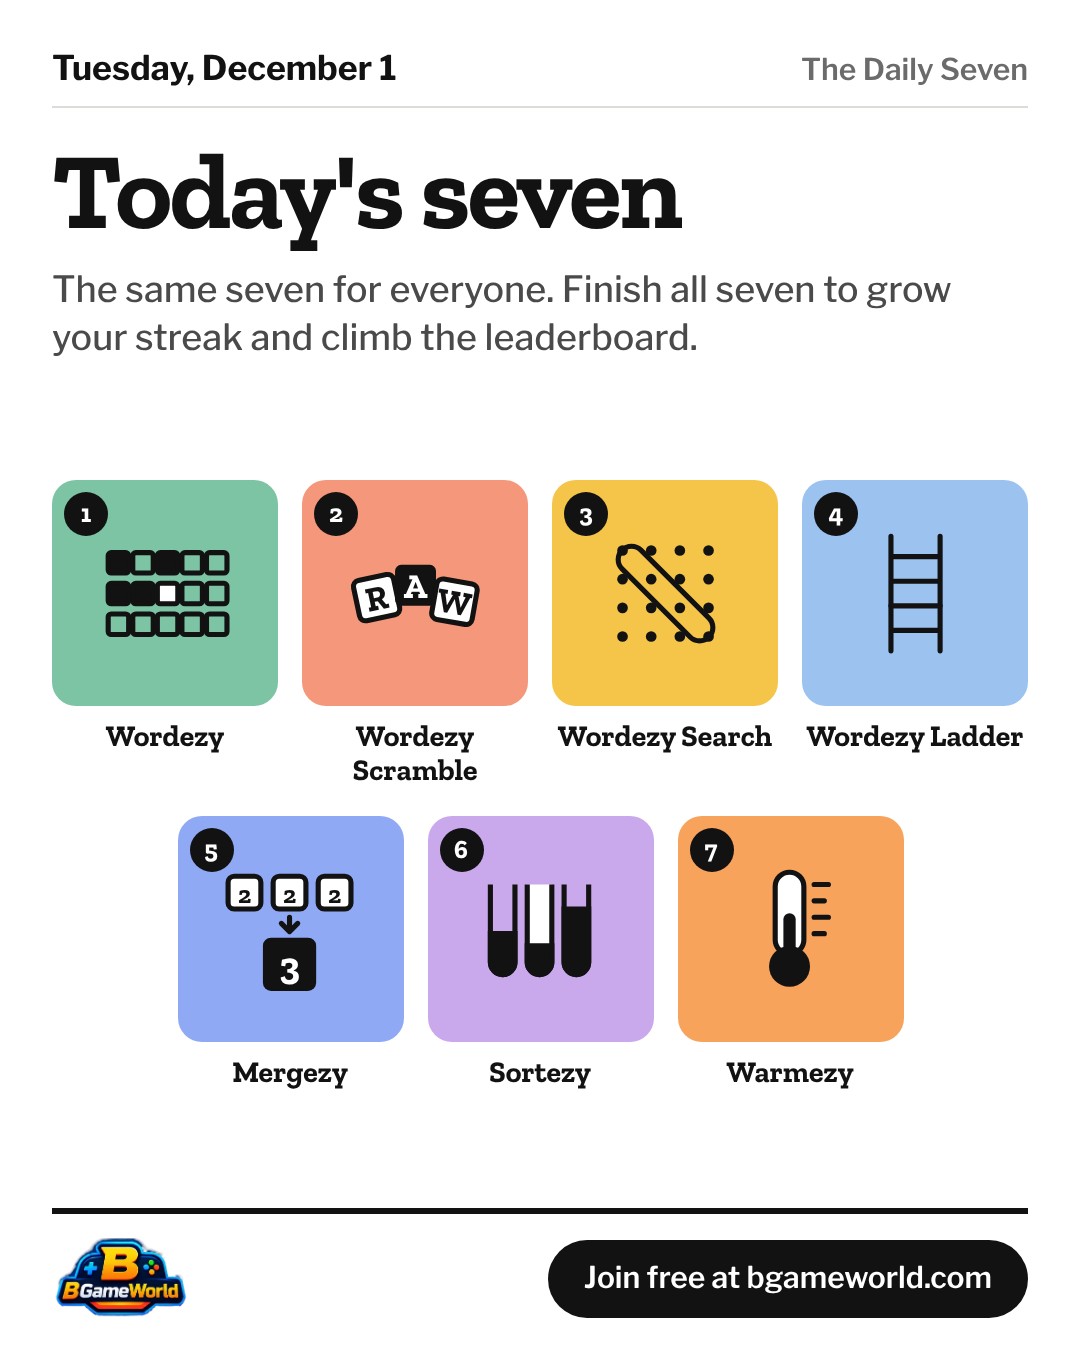 Tuesday, December 1
The Daily Seven
Today's seven
The same seven for everyone. Finish all seven to grow
your streak and climb the leaderboard.
1
2
3
4
R A W
Wordezy
Wordezy
Scramble
Wordezy Search
Wordezy Ladder
5
6
7
2 2 2
3
Mergezy
Sortezy
Warmezy
B
BGameWorld
Join free at bgameworld.com